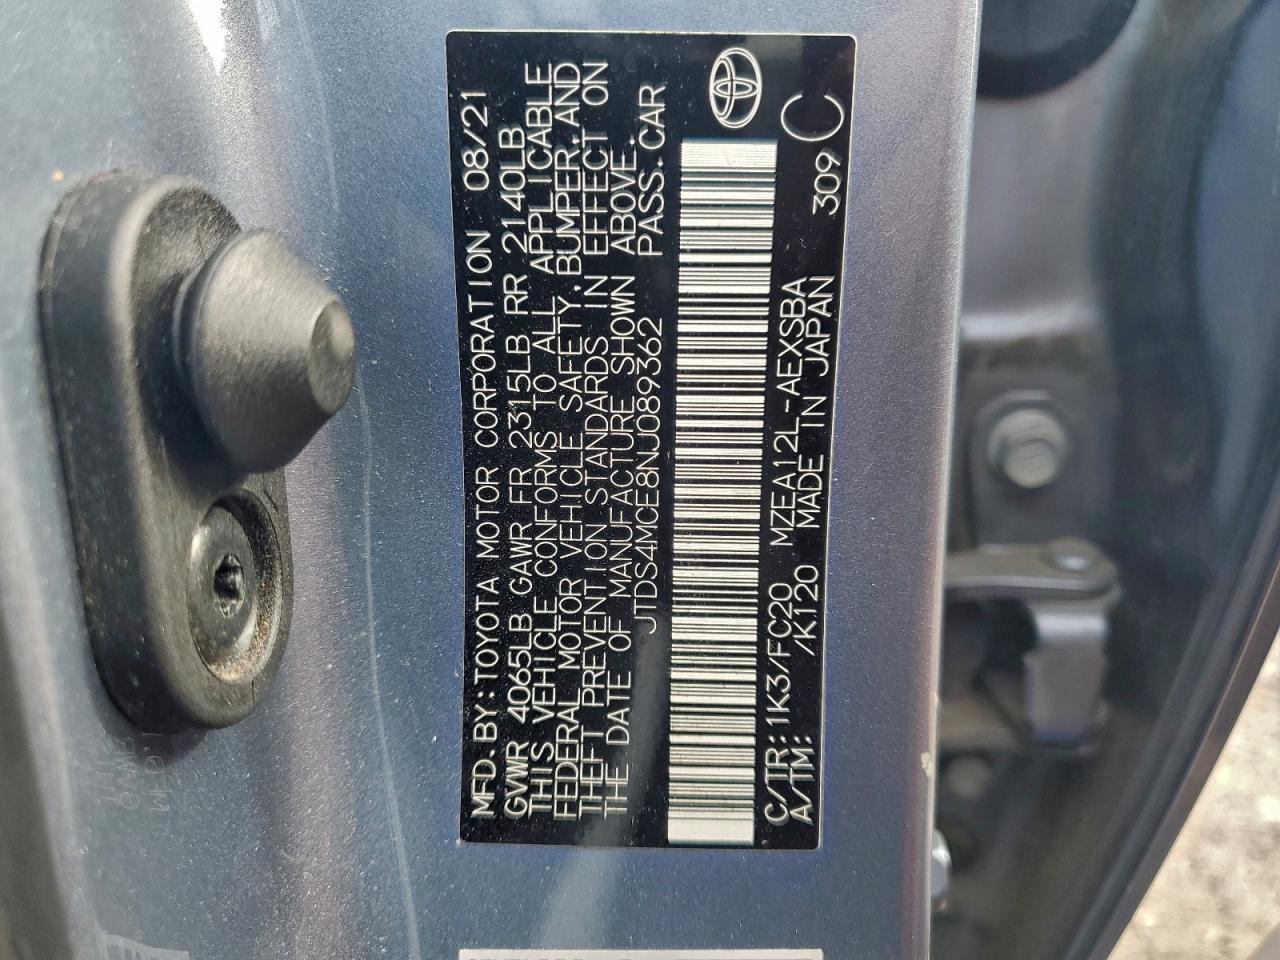 MFD.BY:TOYOTA MOTOR CORPORATION 08/21
GVWR 4065LB GAWR FR 2315LB RR 2140LB
THIS VEHICLE CONFORMS TO ALL APPLICABLE
FEDERAL MOTOR VEHICLE SAFETY,BUMPER,AND
THEFT PREVENTION STANDARDS IN EFFECT ON
THE DATE OF MANUFACTURE SHOWN ABOVE.
JTDS4MCE8NJ089362 PASS.CAR
C/TR:1K3/FC20 MZEA12L-AEXSBA
A/TM: /K120 MADE IN JAPAN 309 C